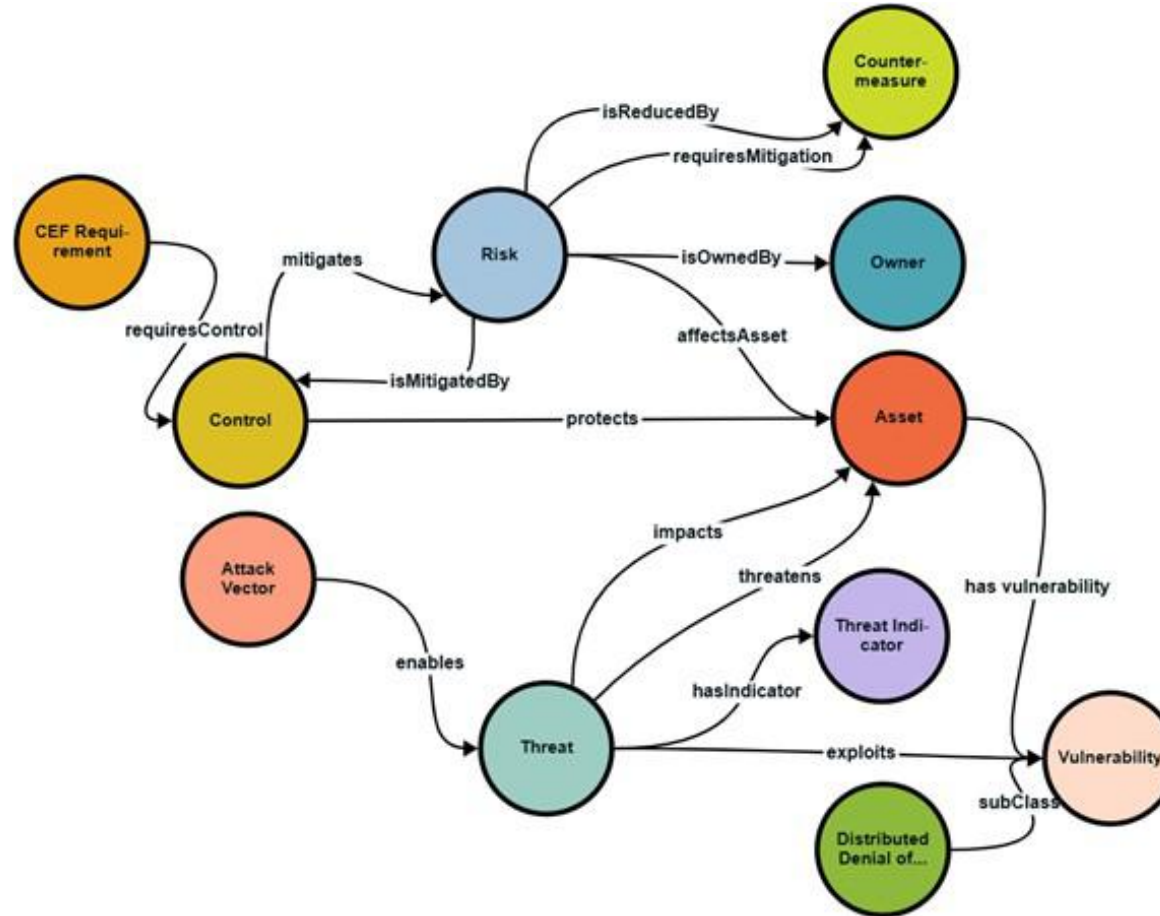 Counter-
measure
isReducedBy
requiresMitigation
CEF Requi-
rement
mitigates
Risk
isOwnedBy
Owner
requiresControl
affectsAsset
isMitigatedBy
Control
protects
Asset
impacts
Attack
Vector
threatens
has vulnerability
Threat Indi-
cator
enables
hasIndicator
Threat
exploits
Vulnerability
subClass
Distributed
Denial of...